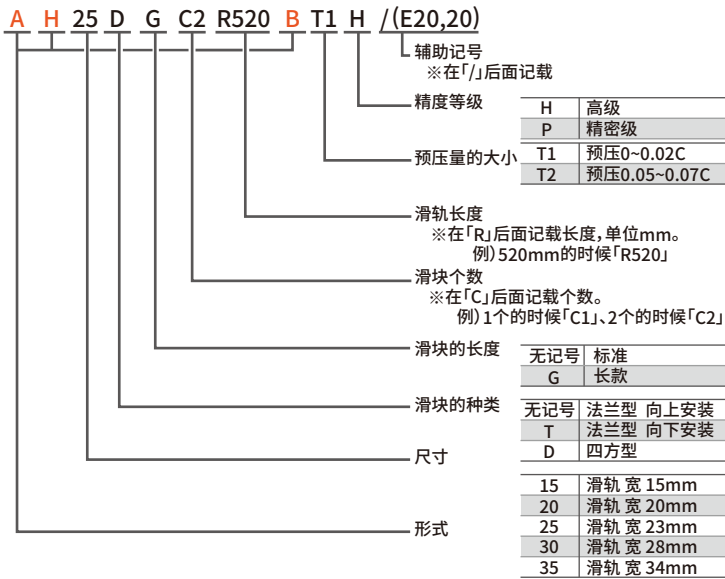 A H 25 D G C2 R520 B T1 H /(E20,20)
辅助记号
※在｢/｣后面记载
精度等级
H 高级
P 精密级
预压量的大小
T1 预压0~0.02C
T2 预压0.05~0.07C
滑轨长度
※在｢R｣后面记载长度，单位mm。
例）520mm的时候｢R520｣
滑块个数
※在｢C｣后面记载个数。
例）1个的时候｢C1｣、2个的时候｢C2｣
滑块的长度
无记号 标准
G 长款
滑块的种类
无记号 法兰型 向上安装
T 法兰型 向下安装
D 四方型
尺寸
15 滑轨 宽 15mm
20 滑轨 宽 20mm
25 滑轨 宽 23mm
30 滑轨 宽 28mm
35 滑轨 宽 34mm
形式